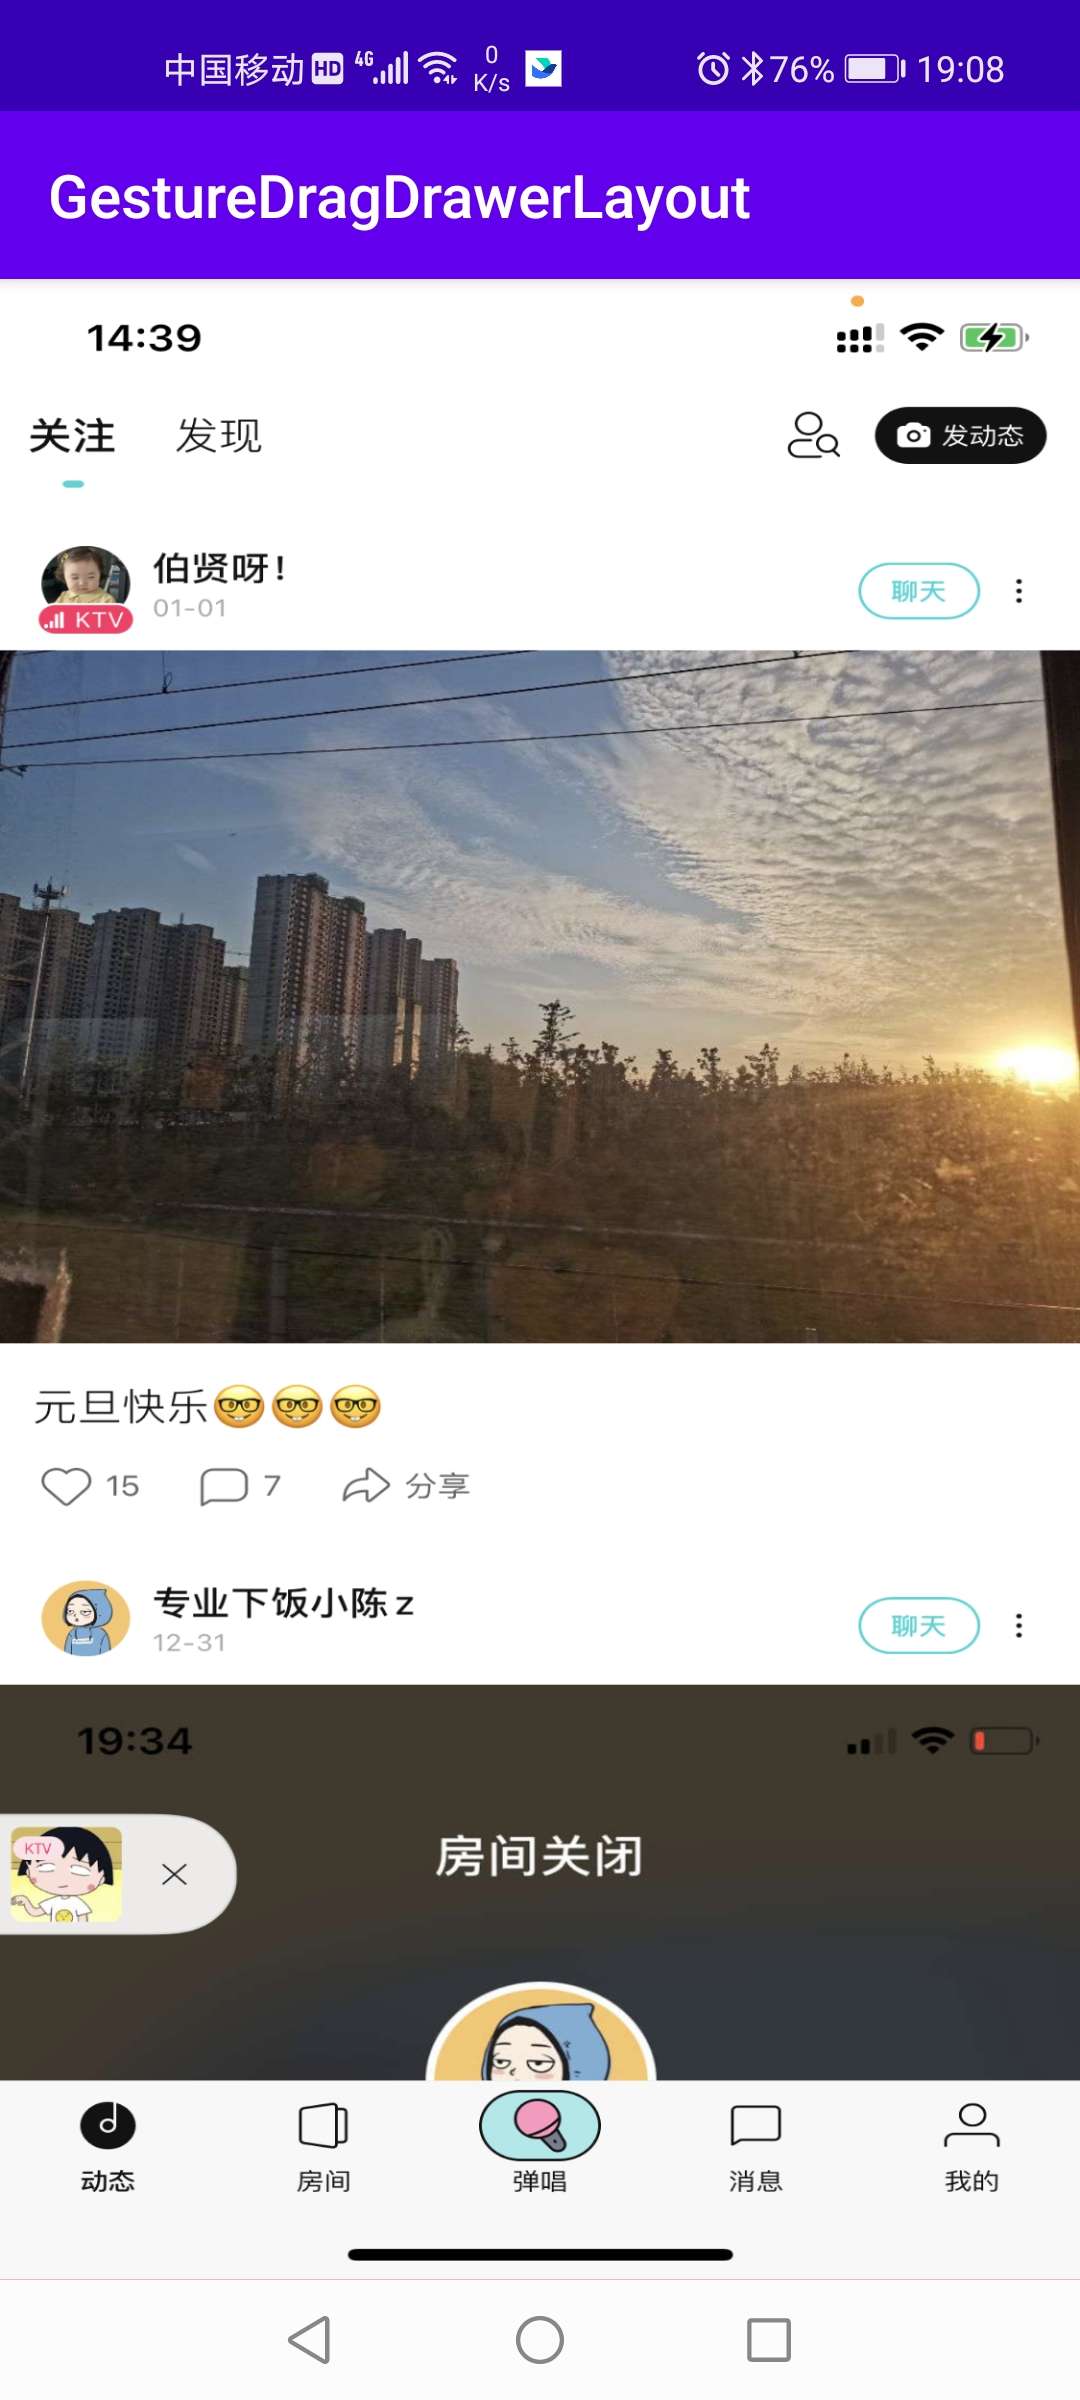 中国移动 HD 4G 0 K/s 76% 19:08
GestureDragDrawerLayout
14:39
关注 发现 发动态
伯贤呀！
01-01
聊天
KTV
元旦快乐🤓🤓🤓
15 7 分享
专业下饭小陈z
12-31
聊天
19:34
KTV
房间关闭
动态 房间 弹唱 消息 我的